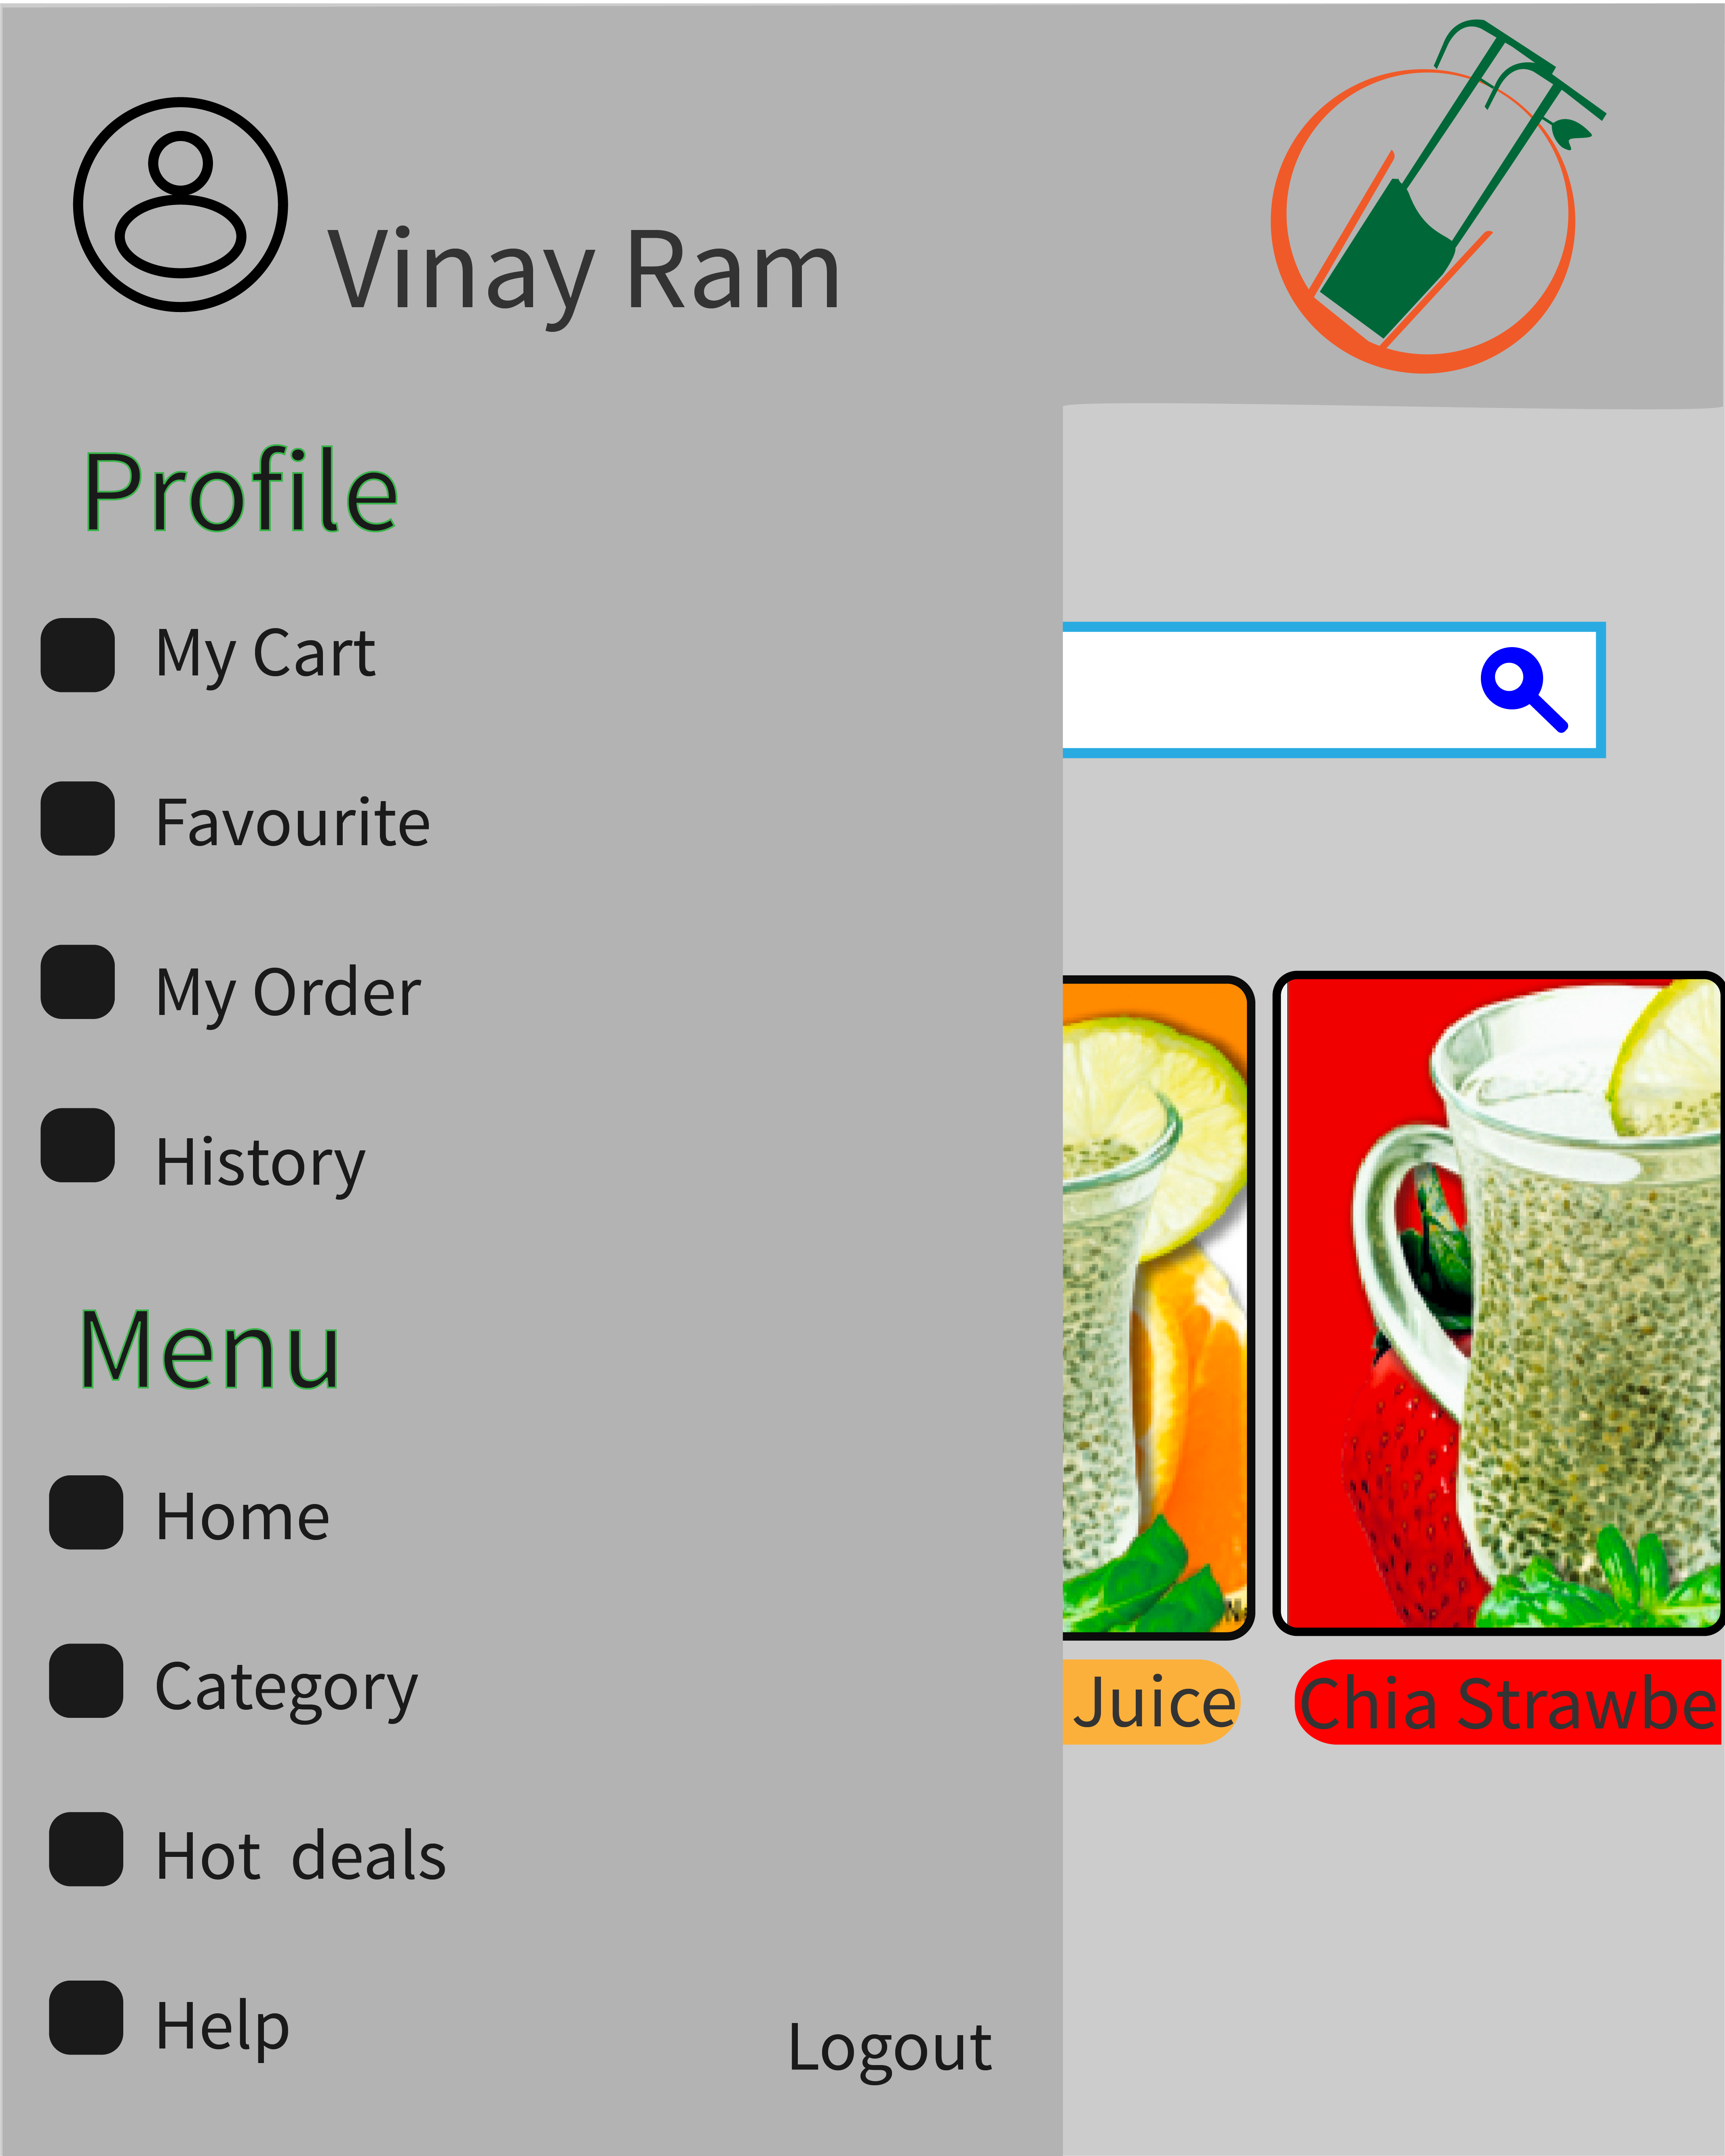 Vinay Ram
Profile
My Cart
Favourite
My Order
History
Menu
Home
Category
Hot deals
Help
Logout
Juice
Chia Strawbe